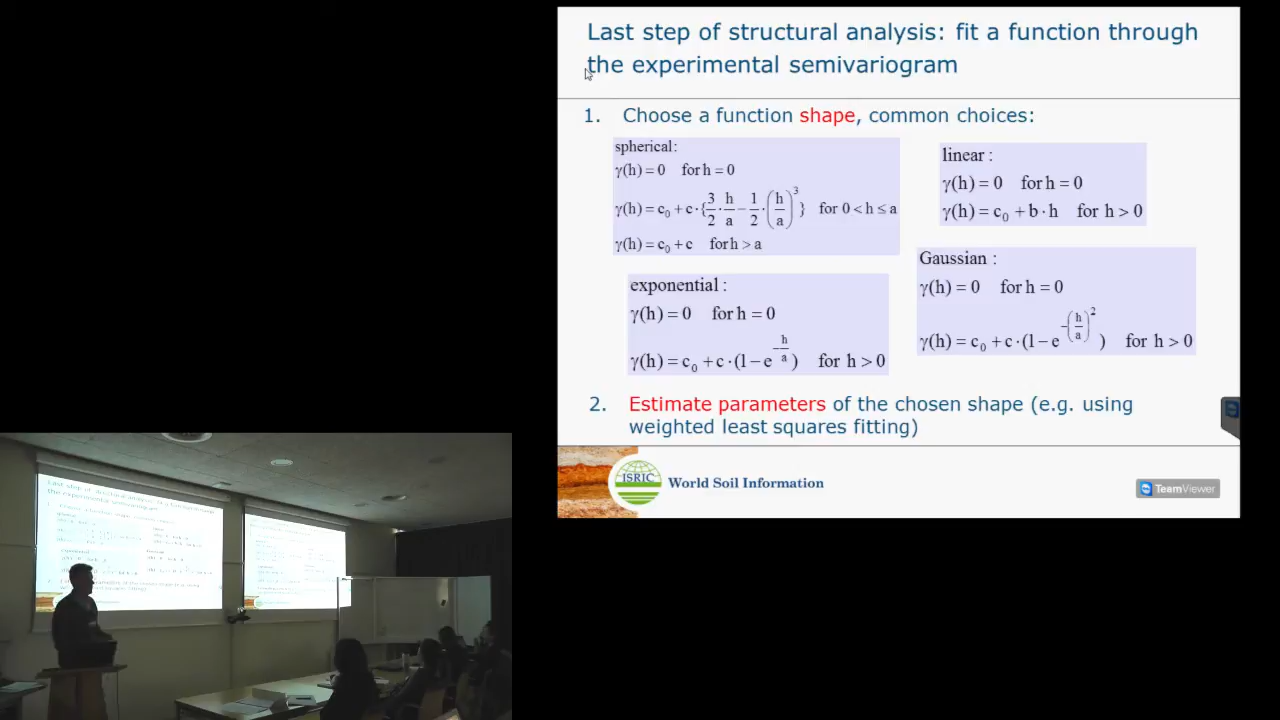 Last step of structural analysis: fit a function through
the experimental semivariogram
1. Choose a function shape, common choices:
spherical:
γ(h) = 0 for h = 0
γ(h) = c₀ + c · {3/2 · h/a − 1/2 · (h/a)³} for 0 < h ≤ a
γ(h) = c₀ + c for h > a
linear :
γ(h) = 0 for h = 0
γ(h) = c₀ + b · h for h > 0
exponential :
γ(h) = 0 for h = 0
γ(h) = c₀ + c · (1 − e^(−h/a)) for h > 0
Gaussian :
γ(h) = 0 for h = 0
γ(h) = c₀ + c · (1 − e^(−(h/a)²)) for h > 0
2. Estimate parameters of the chosen shape (e.g. using
weighted least squares fitting)
ISRIC
World Soil Information
TeamViewer